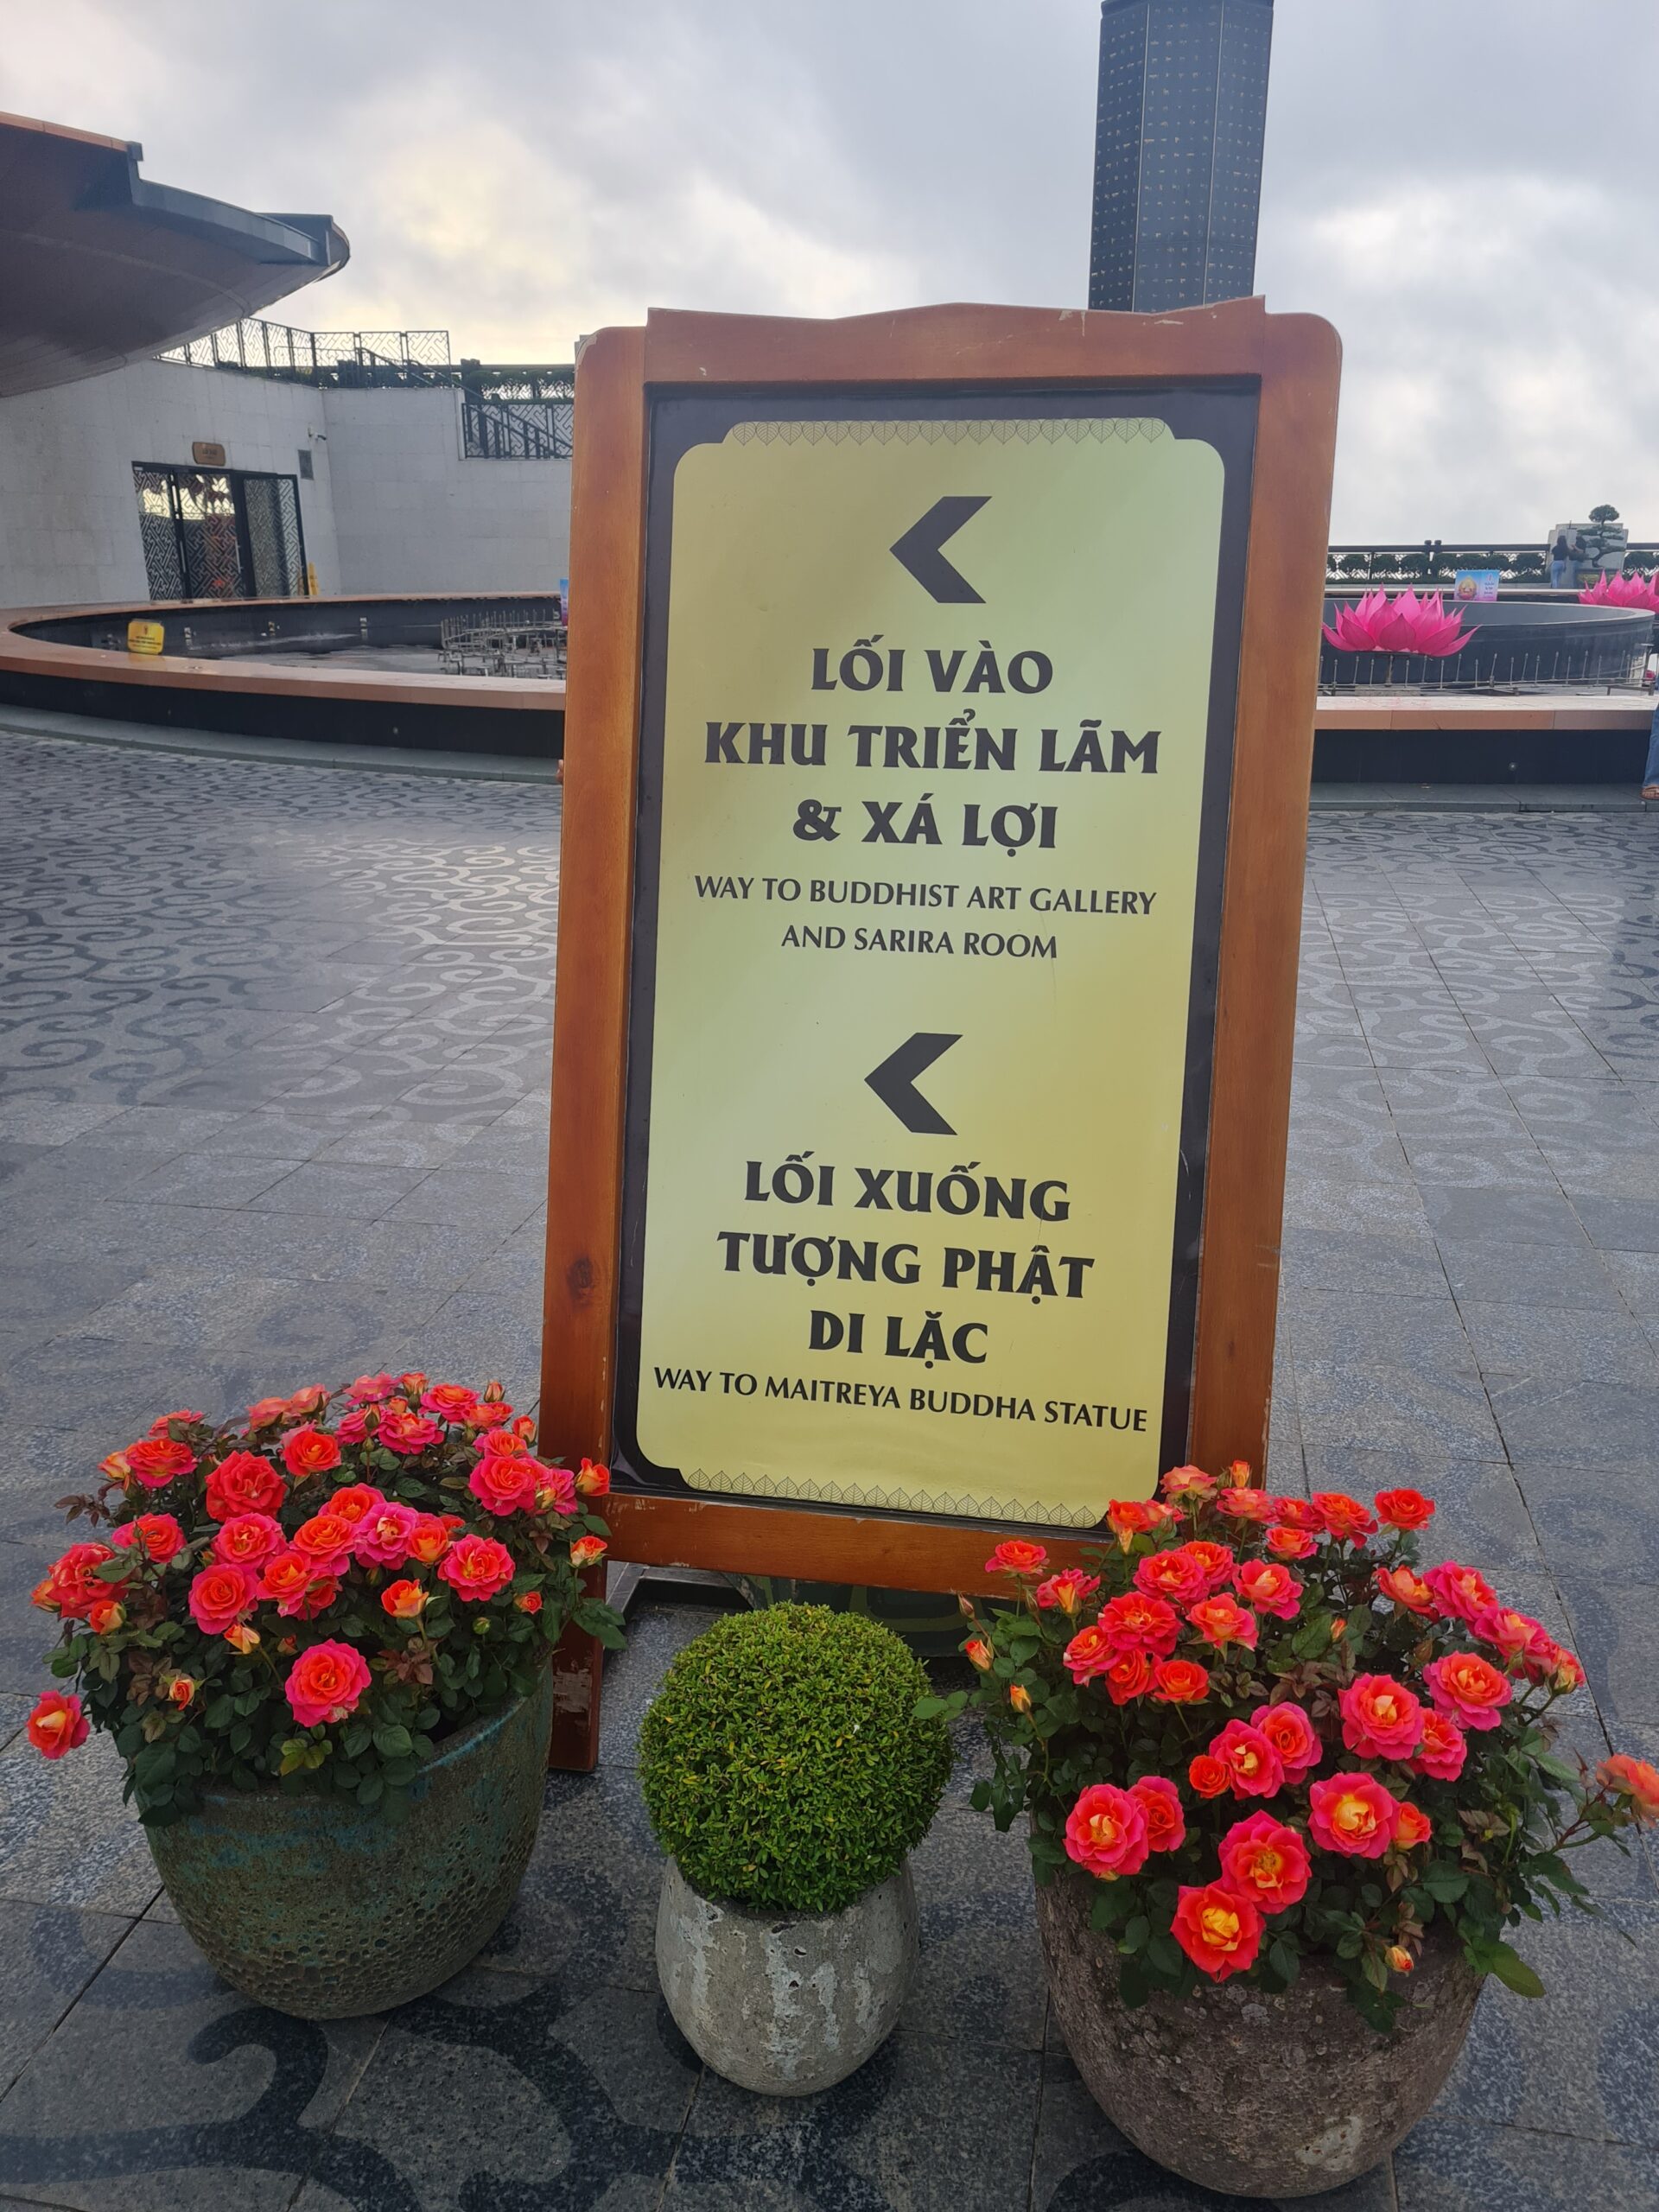 LỐI VÀO
KHU TRIỂN LÃM
& XÁ LỢI
WAY TO BUDDHIST ART GALLERY
AND SARIRA ROOM
LỐI XUỐNG
TƯỢNG PHẬT
DI LẶC
WAY TO MAITREYA BUDDHA STATUE